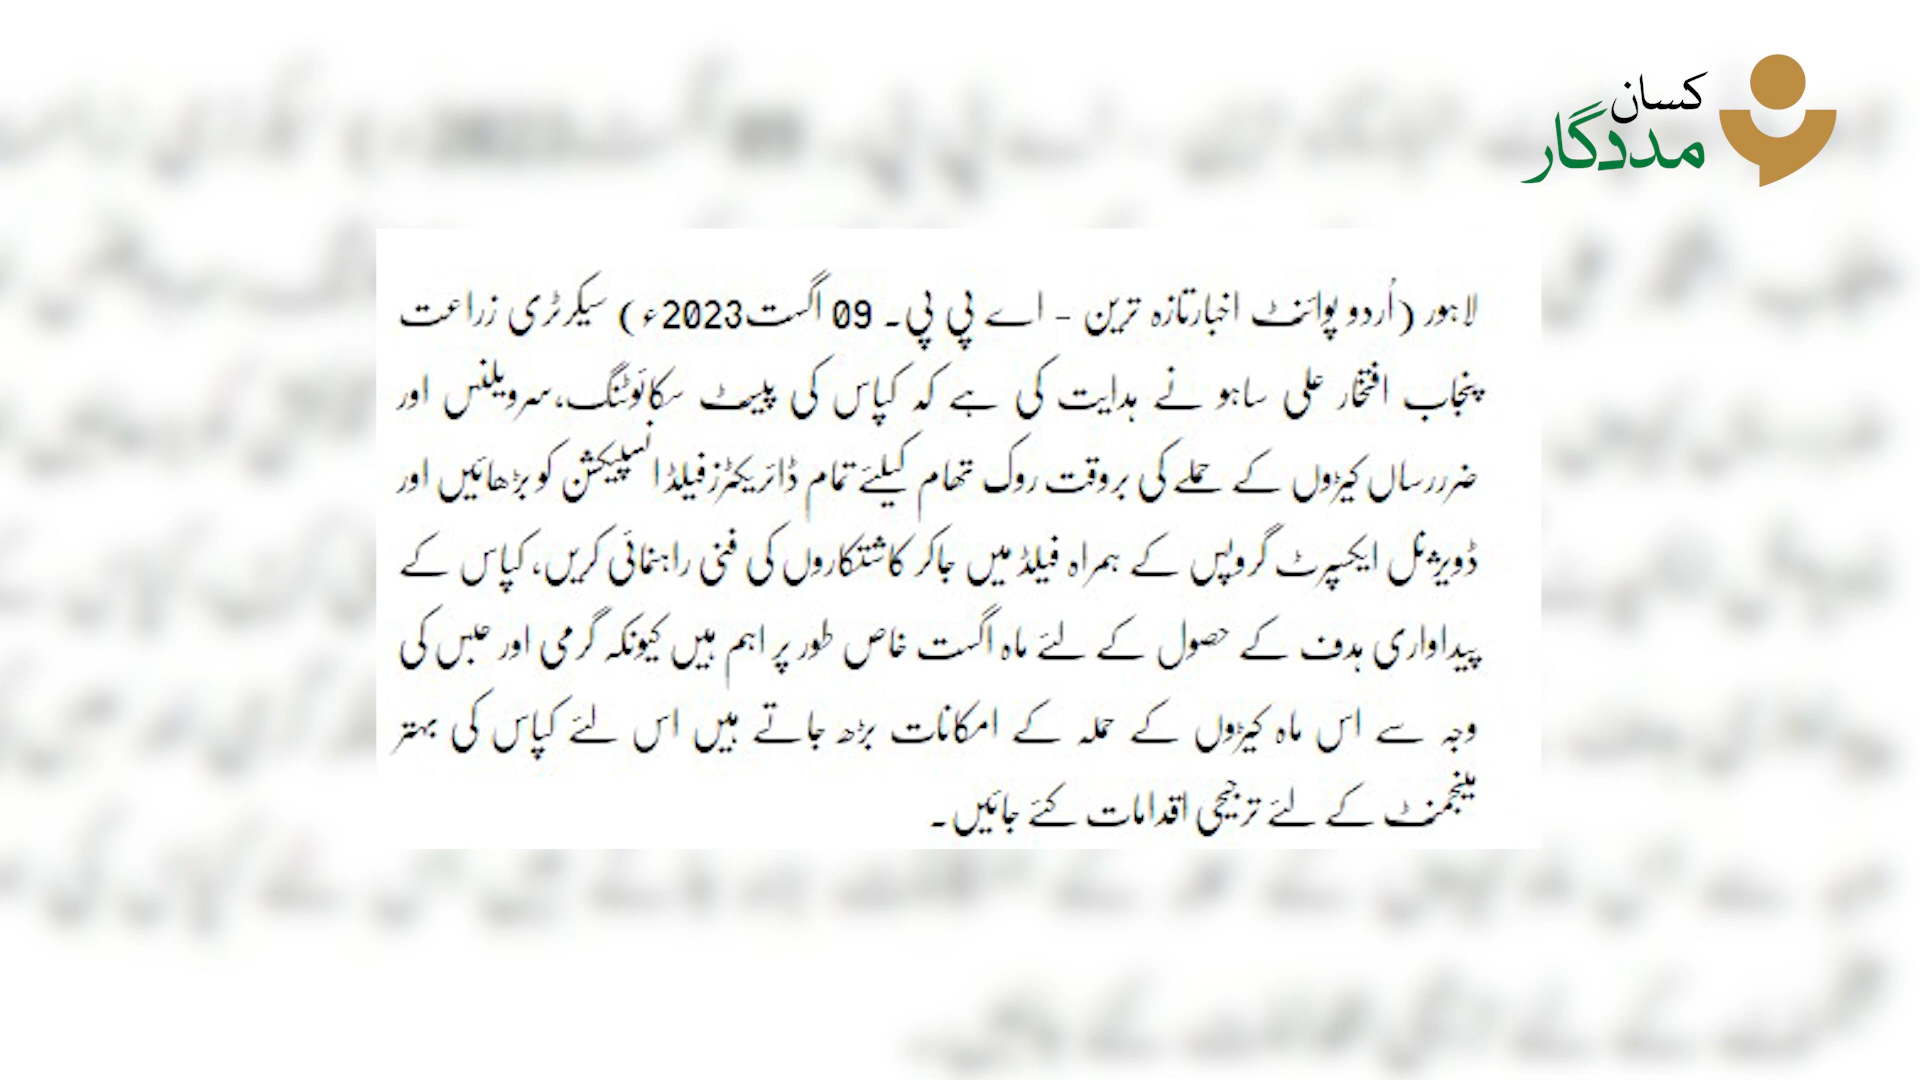 کسان
مددگار
لاہور (اُردو پوائنٹ اخبارتازہ ترین - اے پی پی۔ 09 اگست2023ء) سیکرٹری زراعت
پنجاب افتخار علی ساہو نے ہدایت کی ہے کہ کپاس کی پیسٹ سکائوٹنگ،سرویلنس اور
ضرررساں کیڑوں کے حملے کی بروقت روک تھام کیلئے تمام ڈائریکٹرزفیلڈ انسپیکشن کو بڑھائیں اور
ڈویژنل ایکسپرٹ گروپس کے ہمراہ فیلڈ میں جاکر کاشتکاروں کی فنی راہنمائی کریں،کپاس کے
پیداواری ہدف کے حصول کے لئے ماہ اگست خاص طور پر اہم ہیں کیونکہ گرمی اور حبس کی
وجہ سے اس ماہ کیڑوں کے حملہ کے امکانات بڑھ جاتے ہیں اس لئے کپاس کی بہتر
مینجمنٹ کے لئے ترجیحی اقدامات کئے جائیں۔